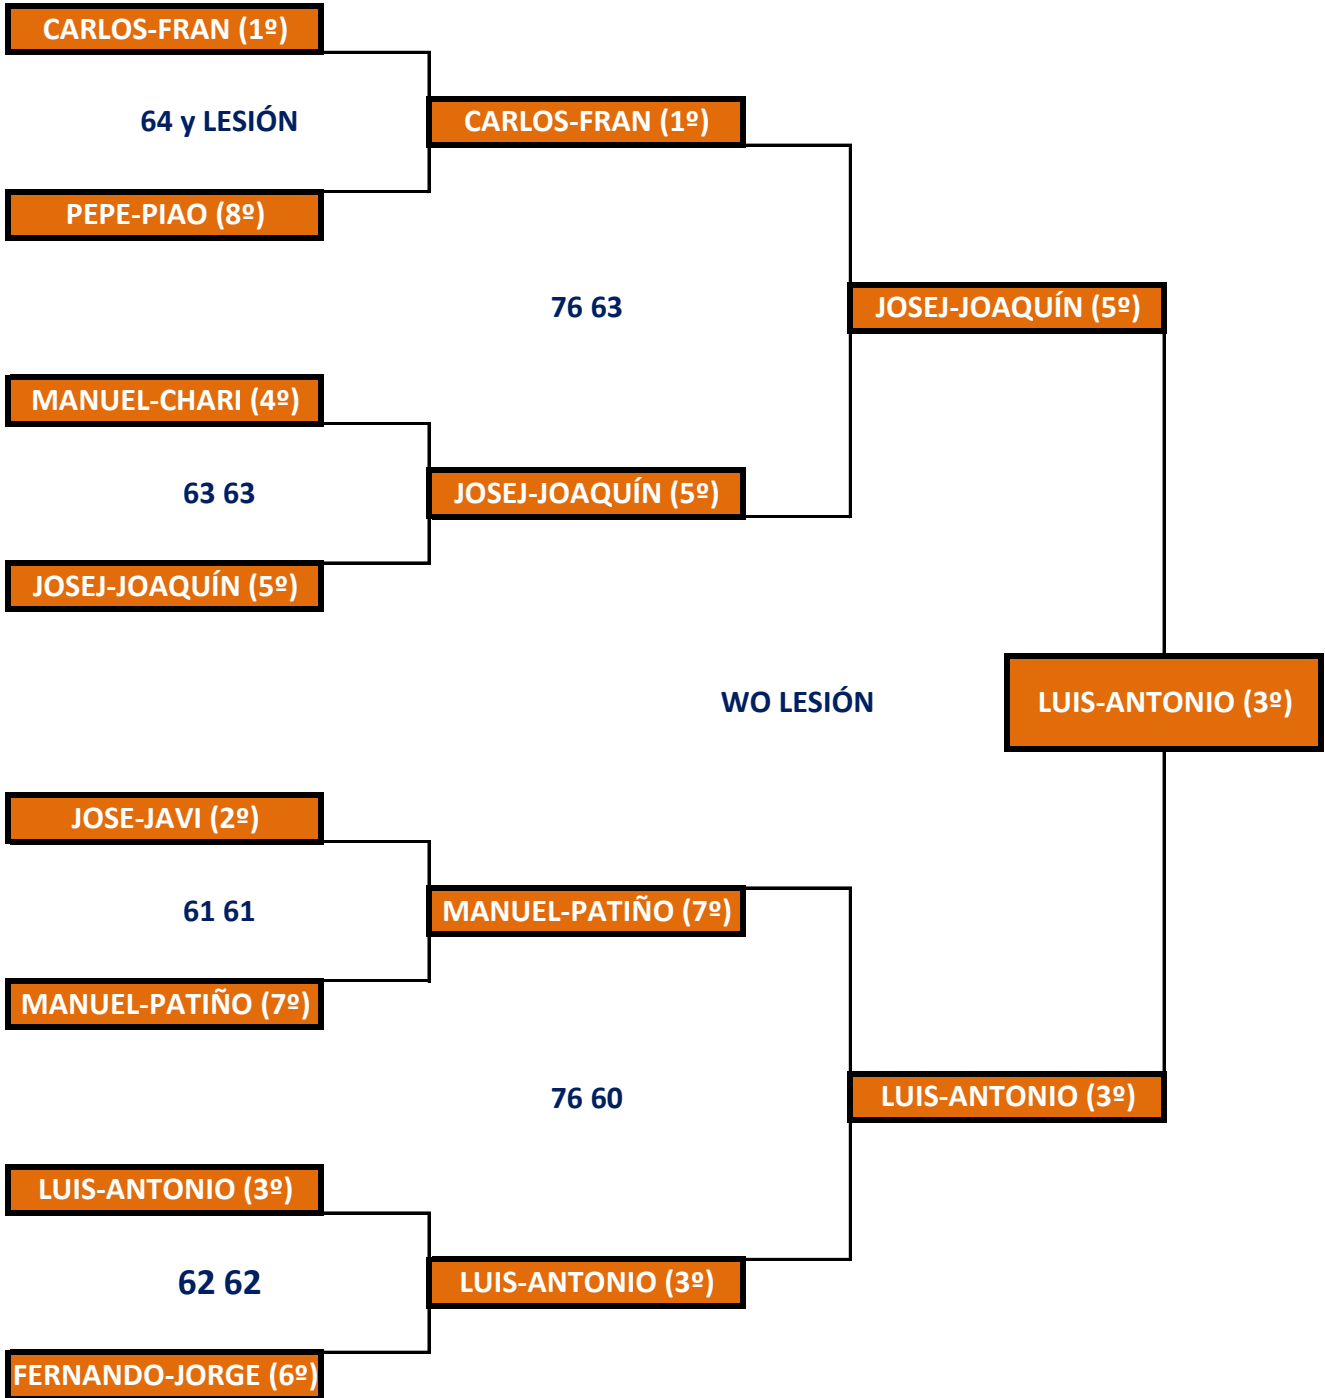 CARLOS-FRAN (1º)
64 y LESIÓN
CARLOS-FRAN (1º)
PEPE-PIAO (8º)
76 63
JOSEJ-JOAQUÍN (5º)
MANUEL-CHARI (4º)
63 63
JOSEJ-JOAQUÍN (5º)
JOSEJ-JOAQUÍN (5º)
WO LESIÓN
LUIS-ANTONIO (3º)
JOSE-JAVI (2º)
61 61
MANUEL-PATIÑO (7º)
MANUEL-PATIÑO (7º)
76 60
LUIS-ANTONIO (3º)
LUIS-ANTONIO (3º)
62 62
LUIS-ANTONIO (3º)
FERNANDO-JORGE (6º)